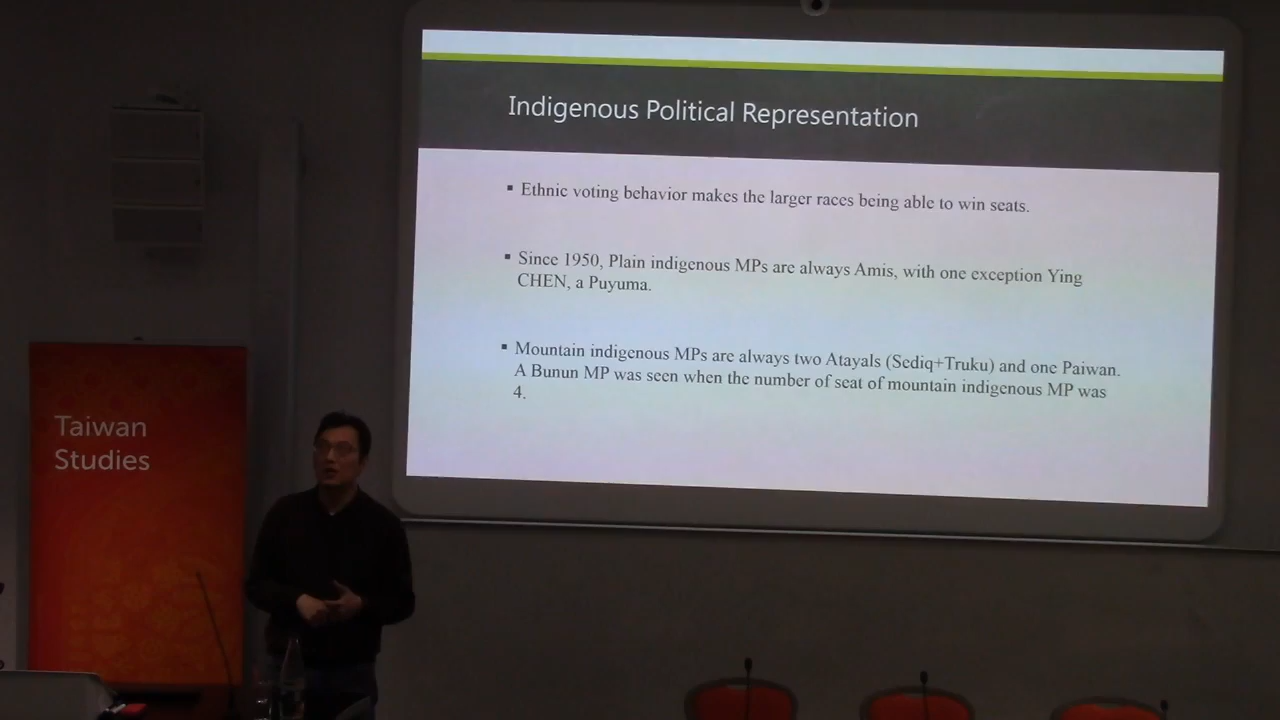 Indigenous Political Representation
▪ Ethnic voting behavior makes the larger races being able to win seats.
▪ Since 1950, Plain indigenous MPs are always Amis, with one exception Ying
CHEN, a Puyuma.
▪ Mountain indigenous MPs are always two Atayals (Sediq+Truku) and one Paiwan.
A Bunun MP was seen when the number of seat of mountain indigenous MP was
4.
Taiwan
Studies